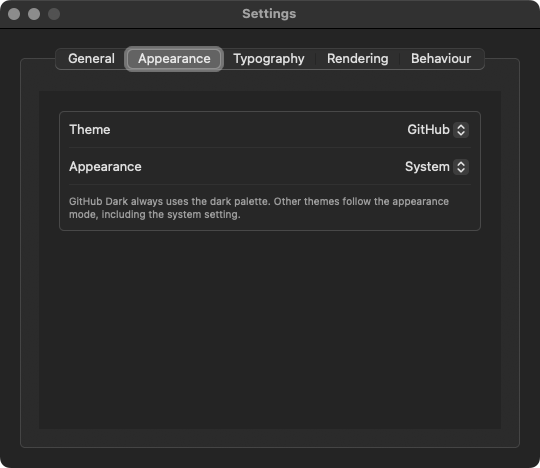 Settings
General Appearance Typography Rendering Behaviour
Theme GitHub
Appearance System
GitHub Dark always uses the dark palette. Other themes follow the appearance
mode, including the system setting.